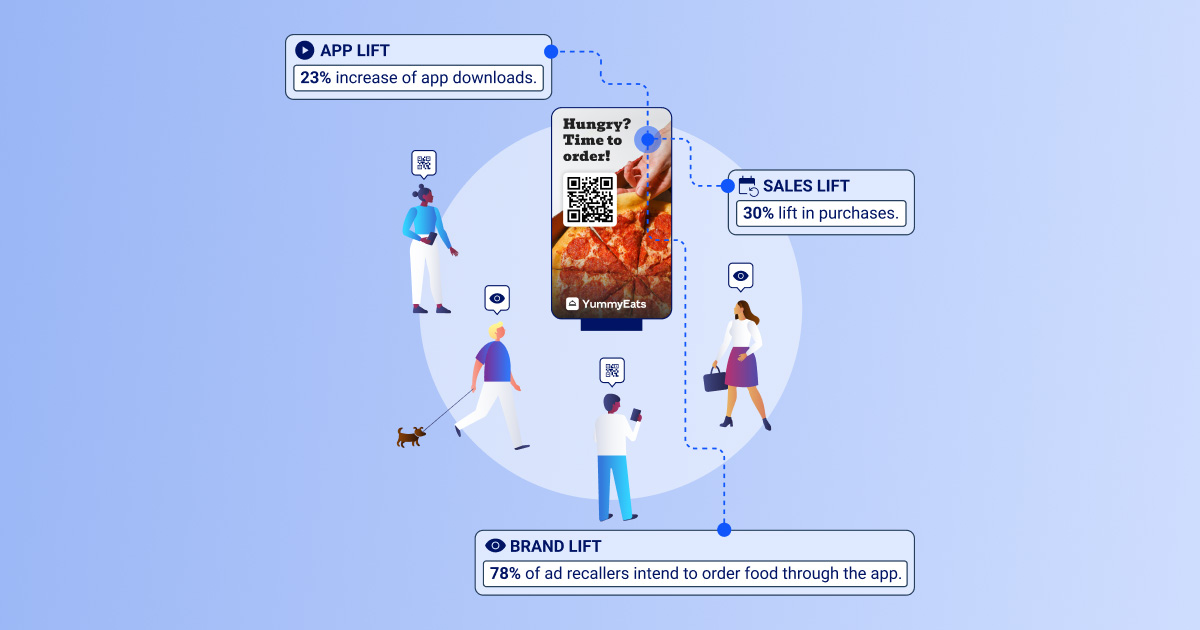 APP LIFT
23% increase of app downloads.
Hungry?
Time to
order!
SALES LIFT
30% lift in purchases.
YummyEats
BRAND LIFT
78% of ad recallers intend to order food through the app.